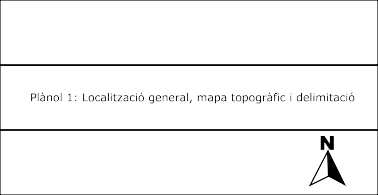 Plànol 1: Localització general, mapa topogràfic i delimitació
N